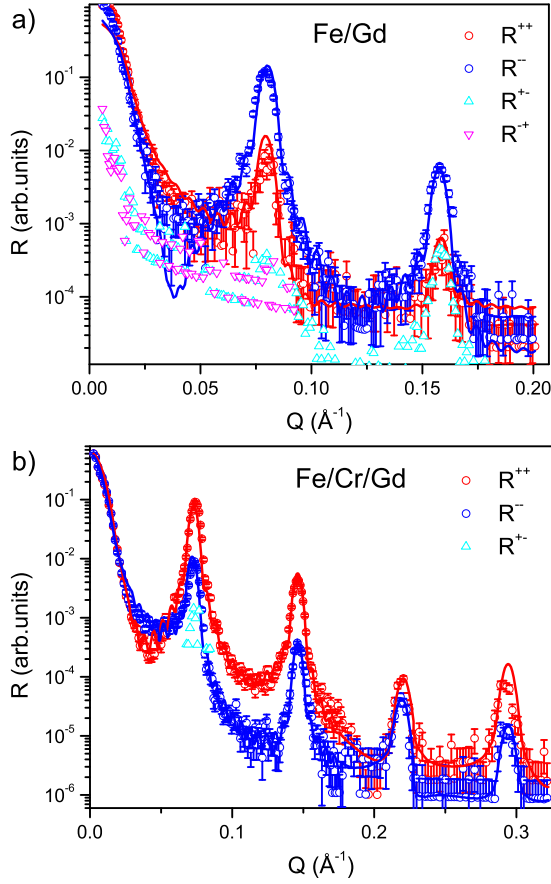 a)
Fe/Gd
R++
R--
R+-
R-+
10-1
10-2
10-3
10-4
R (arb.units)
0.00
0.05
0.10
0.15
0.20
Q (Å-1)
b)
Fe/Cr/Gd
R++
R--
R+-
10-1
10-2
10-3
10-4
10-5
10-6
R (arb.units)
0.0
0.1
0.2
0.3
Q (Å-1)